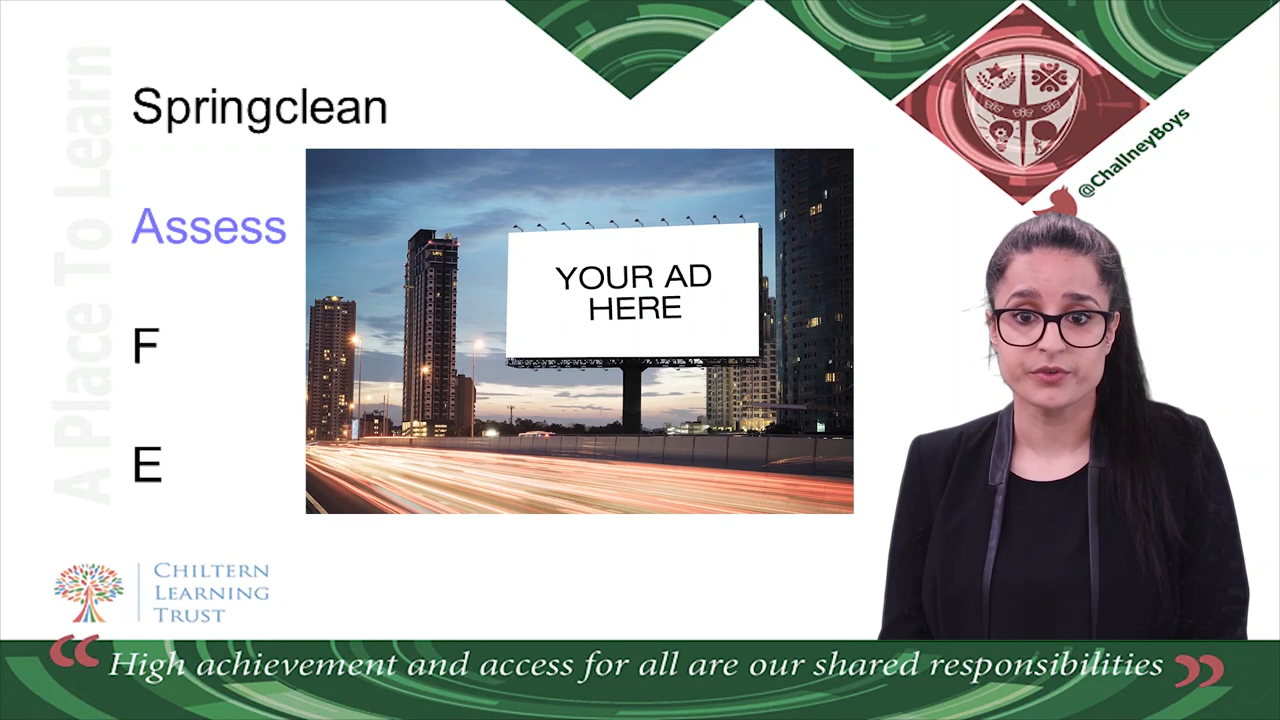 Springclean
Assess
F
E
YOUR AD
HERE
A Place To Learn
@ChallneyBoys
CHILTERN
LEARNING
TRUST
“High achievement and access for all are our shared responsibilities”